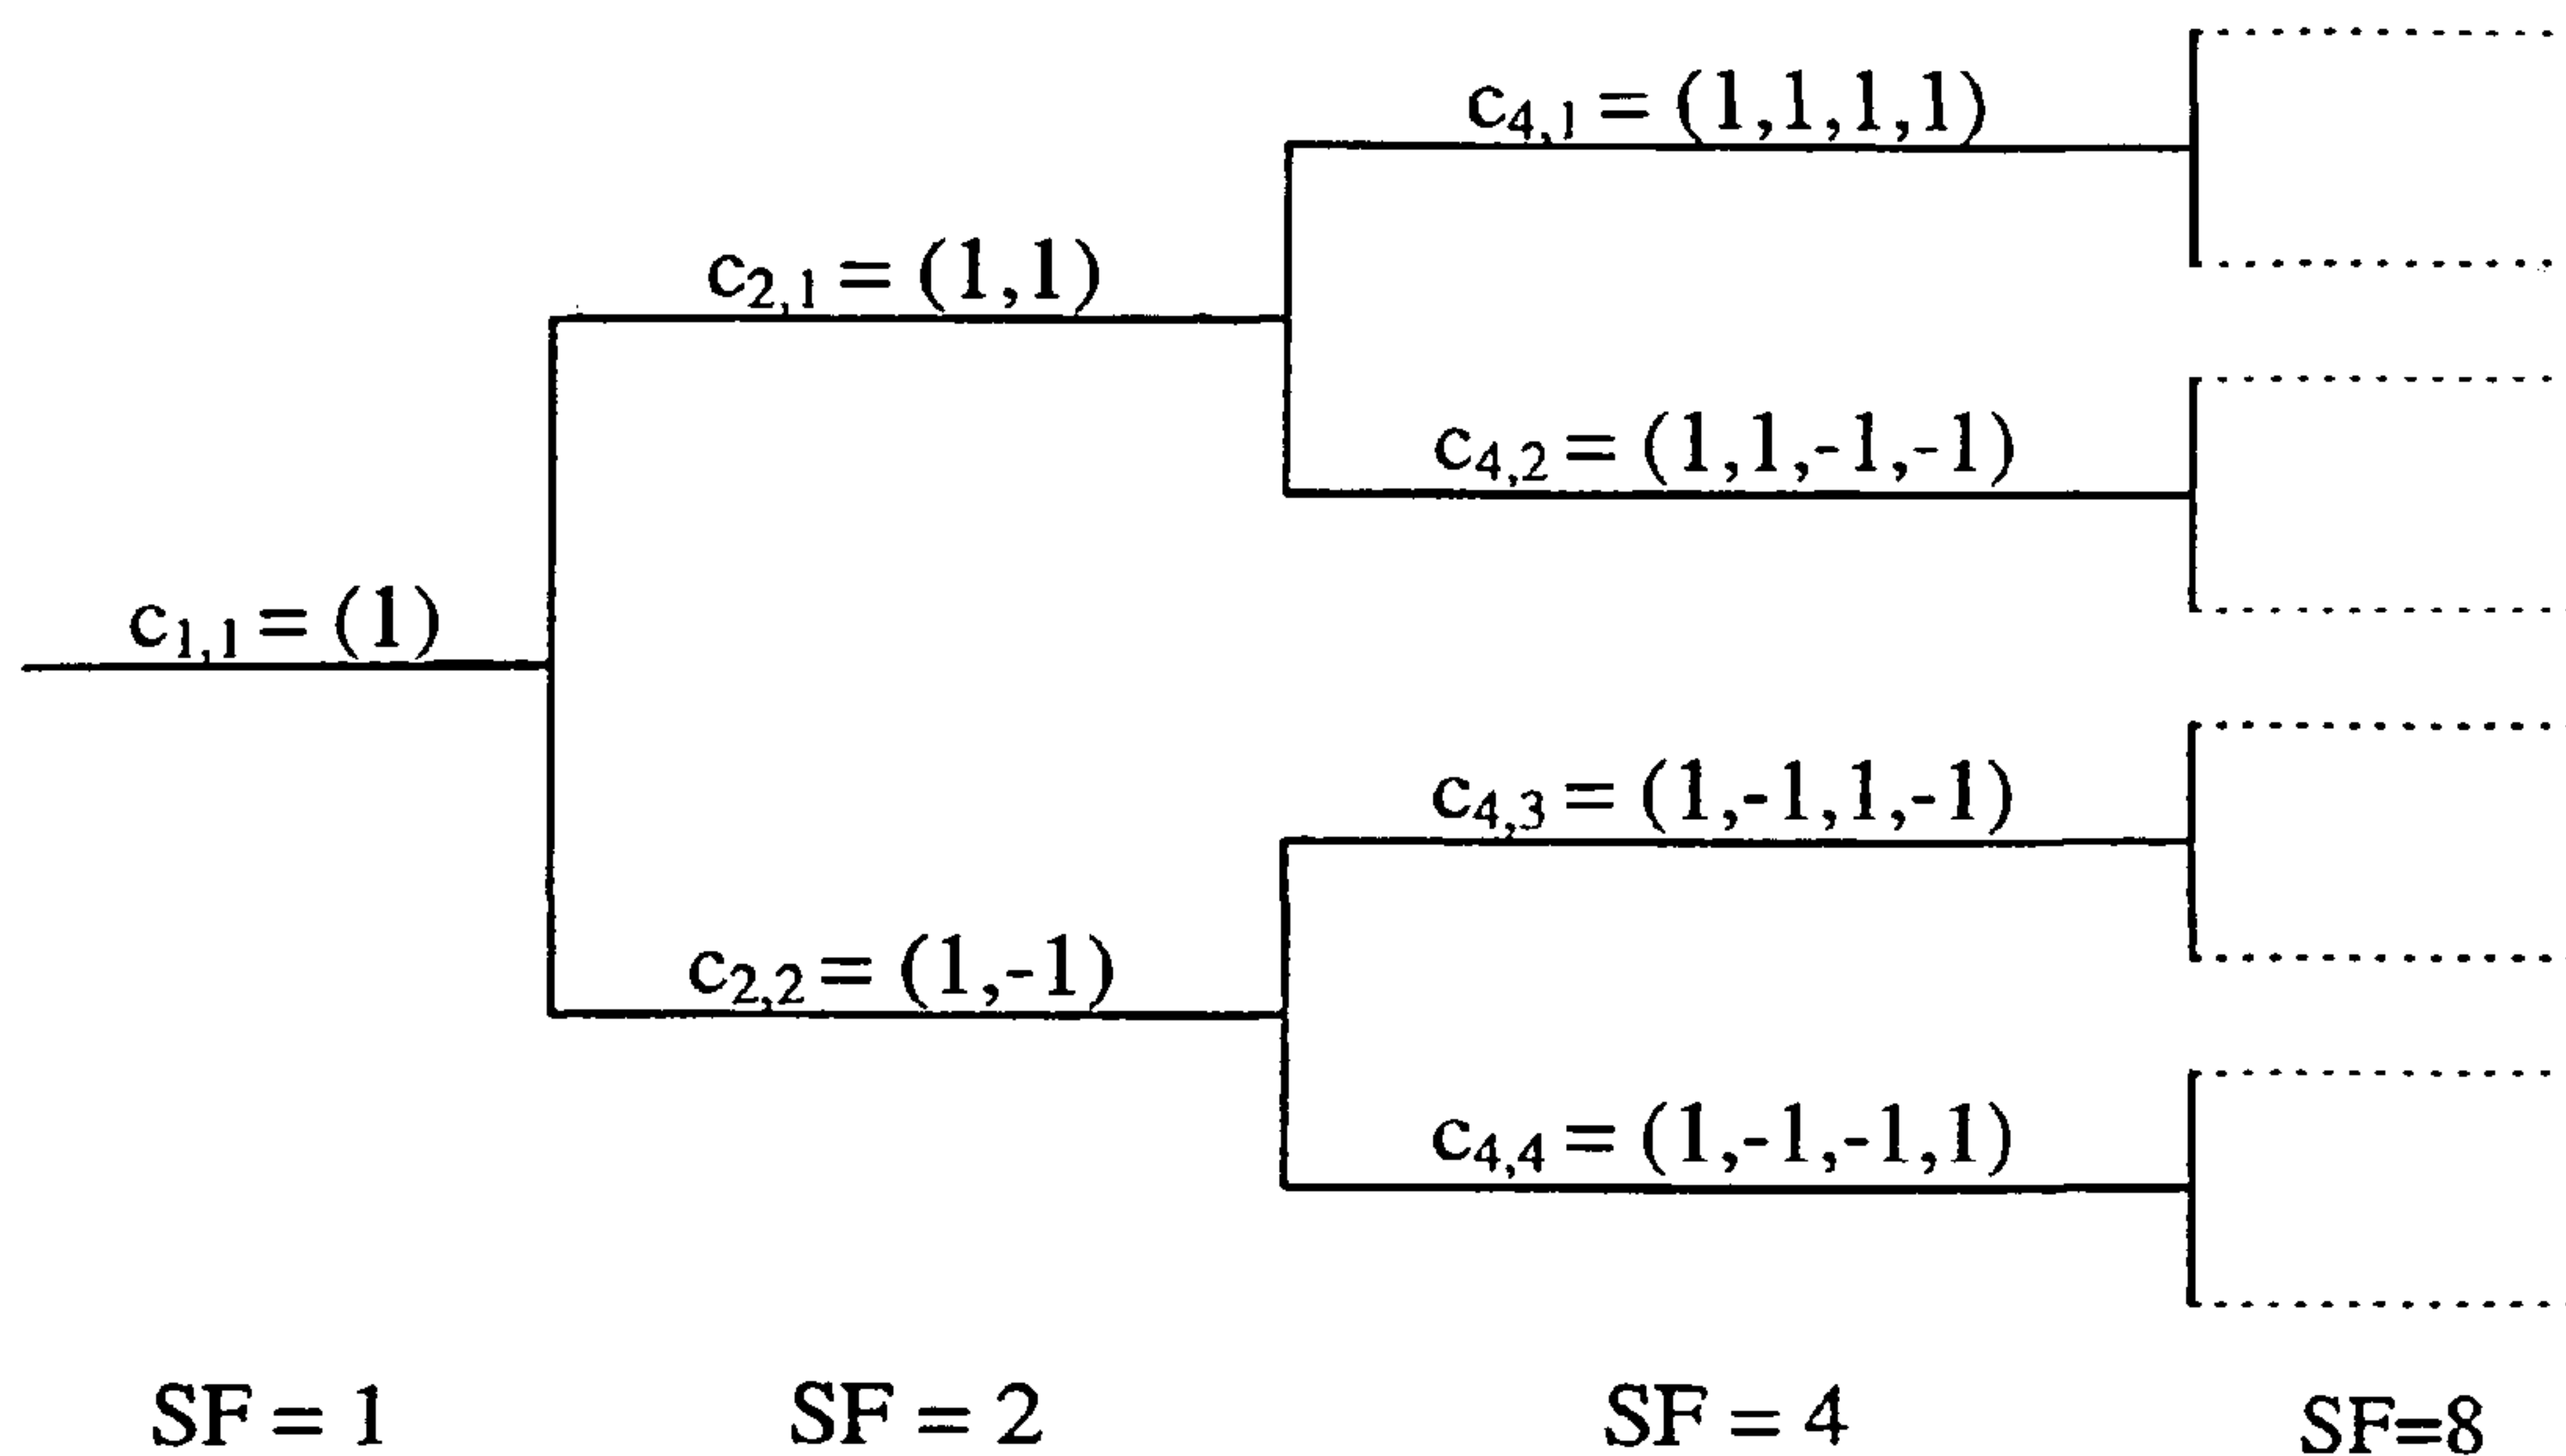 c4,1 = (1,1,1,1)
c2,1 = (1,1)
c4,2 = (1,1,-1,-1)
c1,1 = (1)
c4,3 = (1,-1,1,-1)
c2,2 = (1,-1)
c4,4 = (1,-1,-1,1)
SF = 1 SF = 2 SF = 4 SF=8